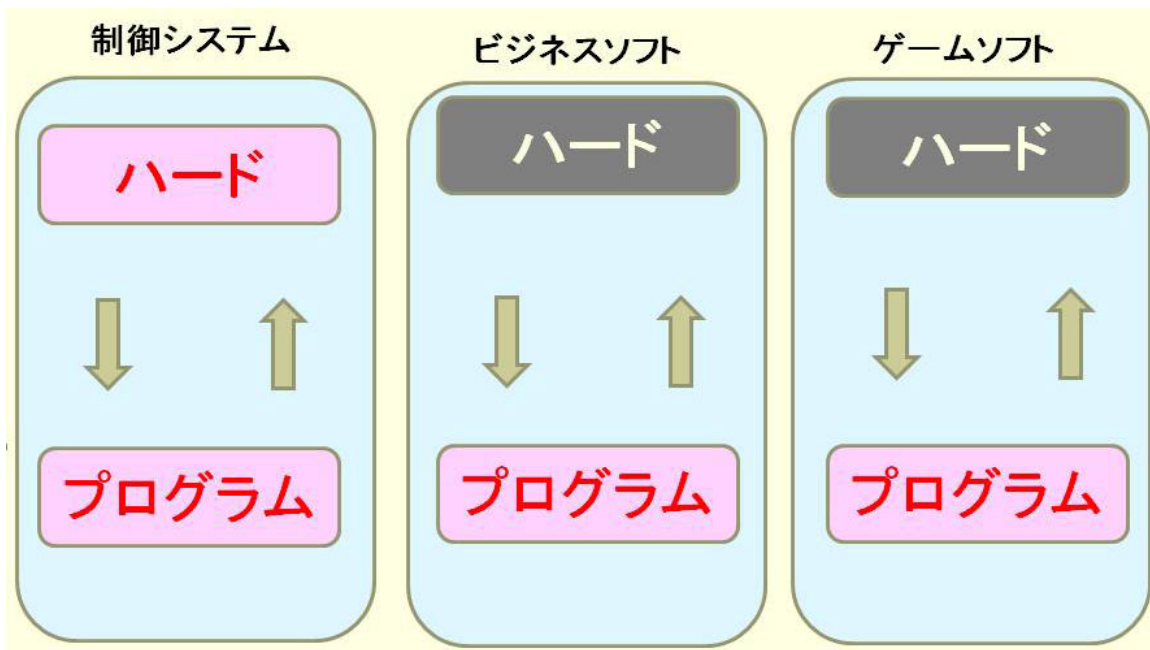 制御システム
ハード
プログラム
ビジネスソフト
ハード
プログラム
ゲームソフト
ハード
プログラム